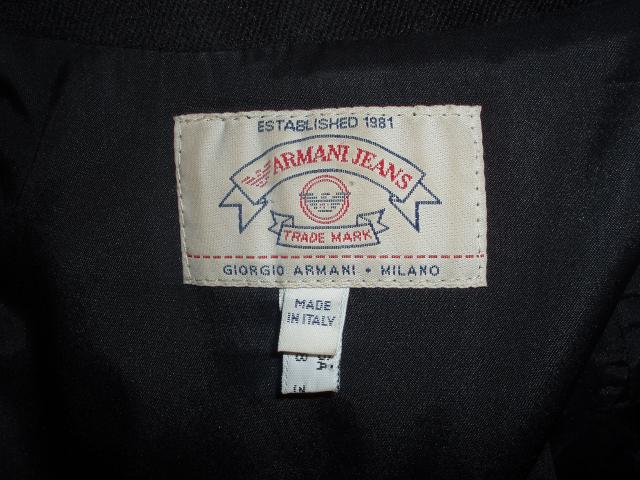 ESTABLISHED 1981
ARMANI JEANS
TRADE MARK
GIORGIO ARMANI • MILANO
MADE
IN ITALY